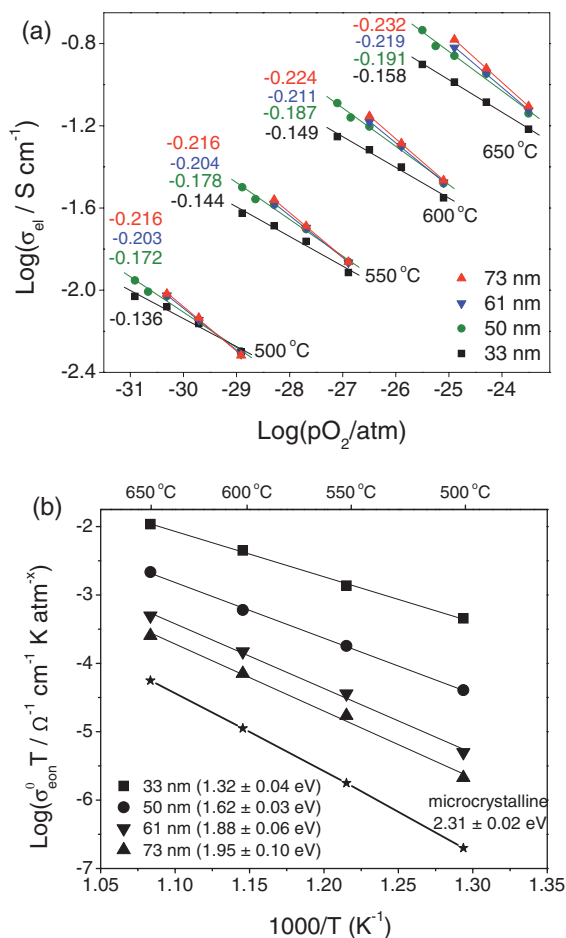 (a)
-0.8
-1.2
-1.6
-2.0
-2.4
Log(σel / S cm-1)
-0.232
-0.219
-0.191
-0.158
650 °C
-0.224
-0.211
-0.187
-0.149
600 °C
-0.216
-0.204
-0.178
-0.144
550 °C
-0.216
-0.203
-0.172
-0.136
500 °C
73 nm
61 nm
50 nm
33 nm
-31 -30 -29 -28 -27 -26 -25 -24
Log(pO2/atm)
(b)
650 °C 600 °C 550 °C 500 °C
-2
-3
-4
-5
-6
-7
Log(σ0eonT / Ω-1 cm-1 K atm-x)
33 nm (1.32 ± 0.04 eV)
50 nm (1.62 ± 0.03 eV)
61 nm (1.88 ± 0.06 eV)
73 nm (1.95 ± 0.10 eV)
microcrystalline
2.31 ± 0.02 eV
1.05 1.10 1.15 1.20 1.25 1.30 1.35
1000/T (K-1)